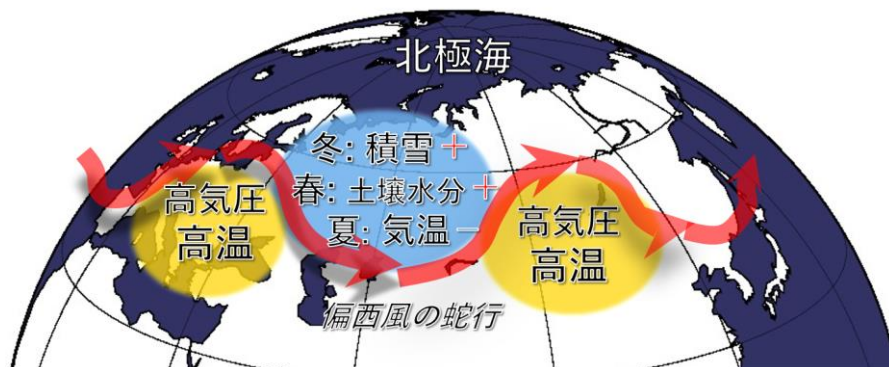 北極海
冬: 積雪+
春: 土壌水分+
夏: 気温−
高気圧
高温
高気圧
高温
偏西風の蛇行